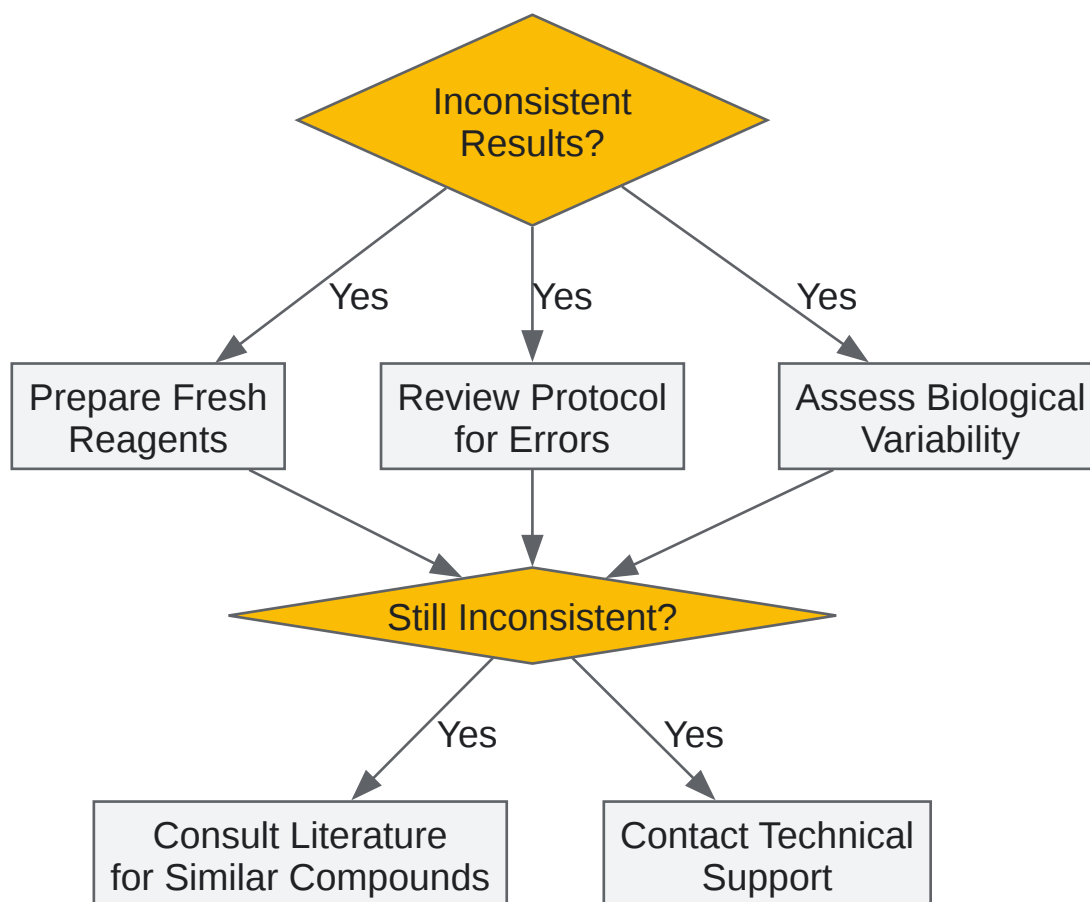 Inconsistent
Results?
Yes
Yes
Yes
Prepare Fresh
Reagents
Review Protocol
for Errors
Assess Biological
Variability
Still Inconsistent?
Yes
Yes
Consult Literature
for Similar Compounds
Contact Technical
Support